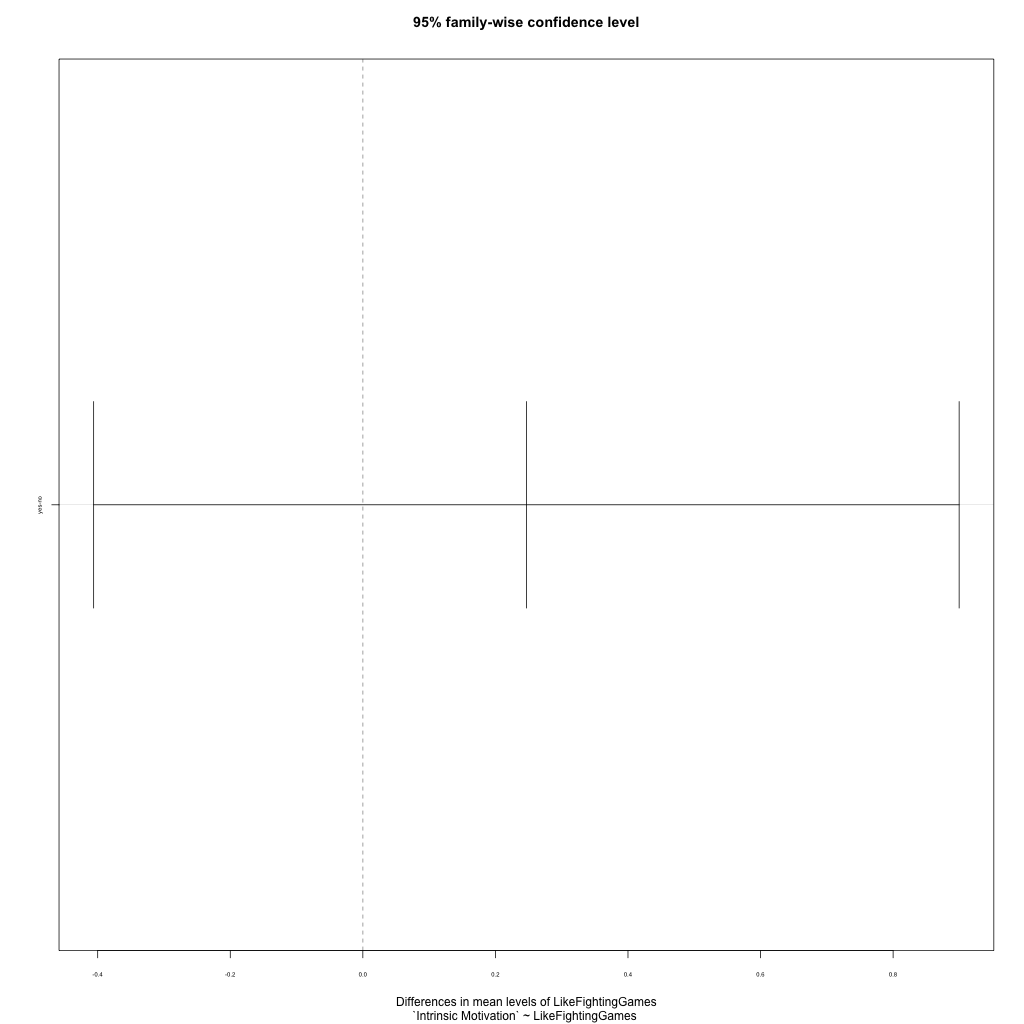 95% family-wise confidence level
yes-no
-0.4 -0.2 0.0 0.2 0.4 0.6 0.8
Differences in mean levels of LikeFightingGames
`Intrinsic Motivation` ~ LikeFightingGames